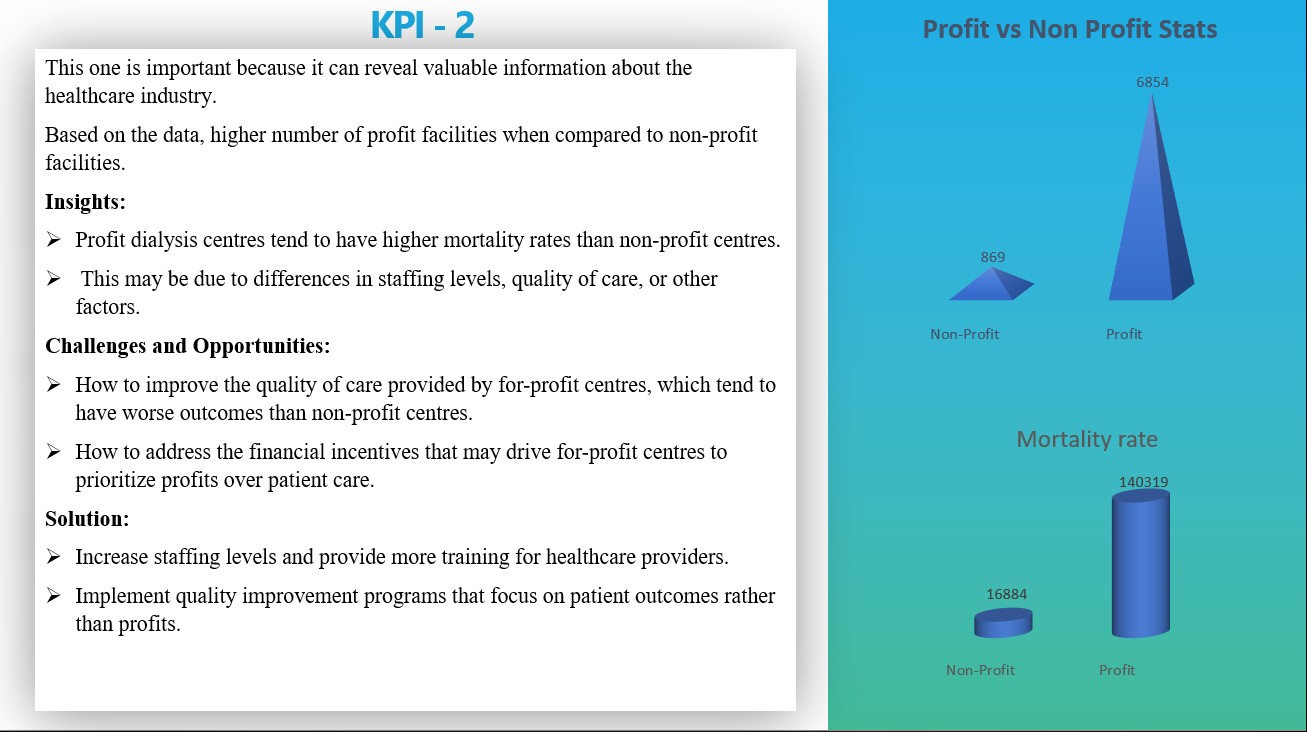 KPI - 2
This one is important because it can reveal valuable information about the
healthcare industry.
Based on the data, higher number of profit facilities when compared to non-profit
facilities.
Insights:
➢ Profit dialysis centres tend to have higher mortality rates than non-profit centres.
➢ This may be due to differences in staffing levels, quality of care, or other
factors.
Challenges and Opportunities:
➢ How to improve the quality of care provided by for-profit centres, which tend to
have worse outcomes than non-profit centres.
➢ How to address the financial incentives that may drive for-profit centres to
prioritize profits over patient care.
Solution:
➢ Increase staffing levels and provide more training for healthcare providers.
➢ Implement quality improvement programs that focus on patient outcomes rather
than profits.
Profit vs Non Profit Stats
6854
869
Non-Profit Profit
Mortality rate
140319
16884
Non-Profit Profit